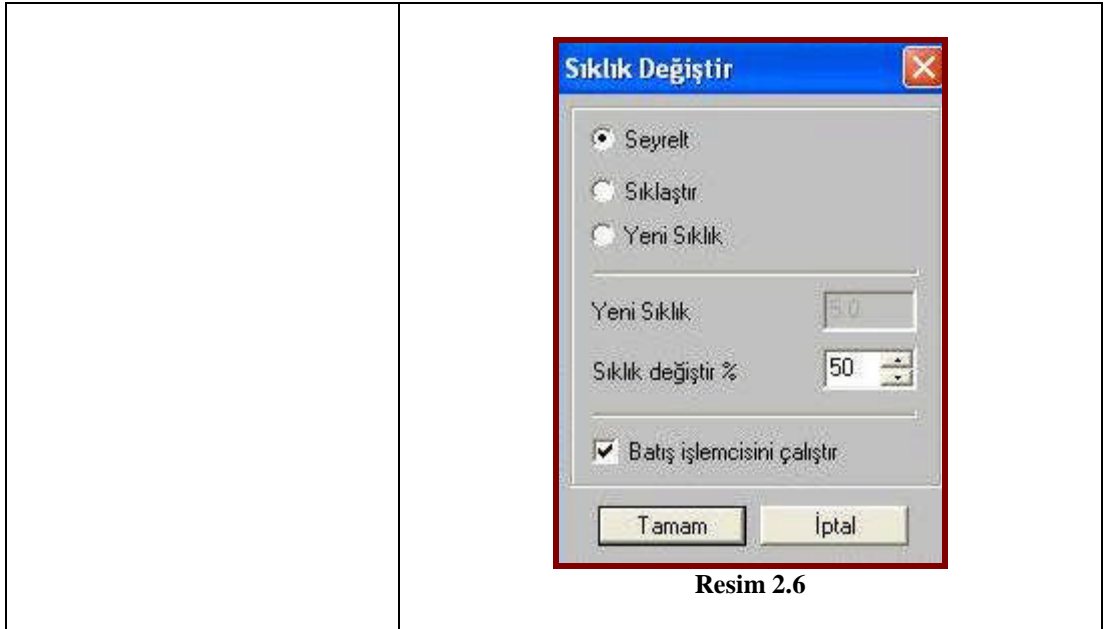 Sıklık Değiştir
Seyrelt
Sıklaştır
Yeni Sıklık
Yeni Sıklık 5.0
Sıklık değiştir % 50
Batış işlemcisini çalıştır
Tamam İptal
Resim 2.6